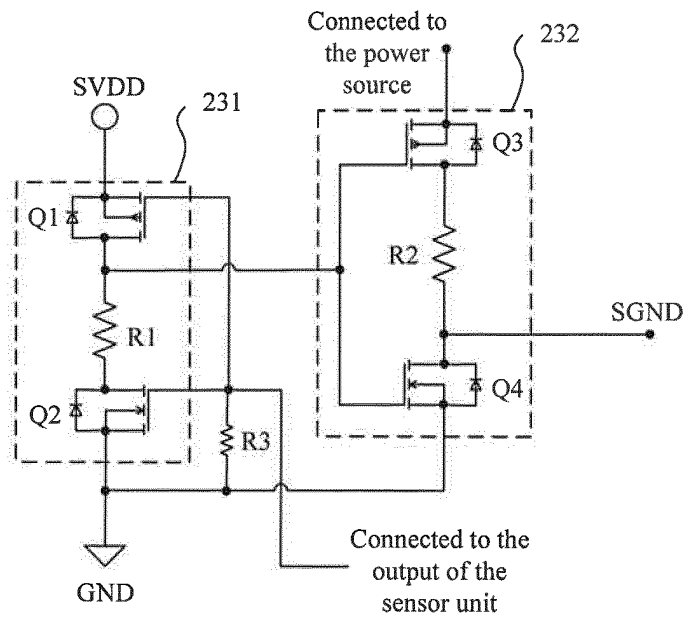 Connected to
the power
source
232
SVDD
231
Q3
Q1
R2
SGND
R1
Q4
Q2
R3
Connected to the
output of the
sensor unit
GND